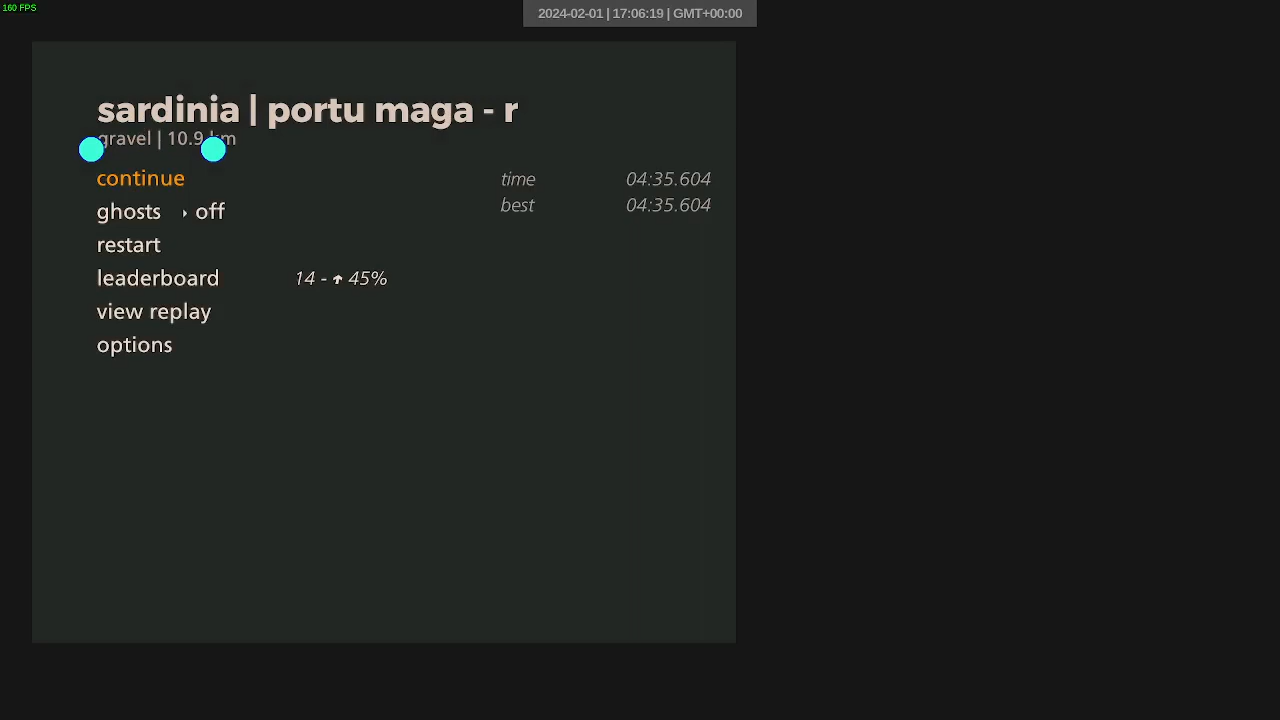 160 FPS
2024-02-01 | 17:06:19 | GMT+00:00
sardinia | portu maga - r
gravel | 10.9 km
continue
time 04:35.604
ghosts ‣ off
best 04:35.604
restart
leaderboard 14 - ↑ 45%
view replay
options